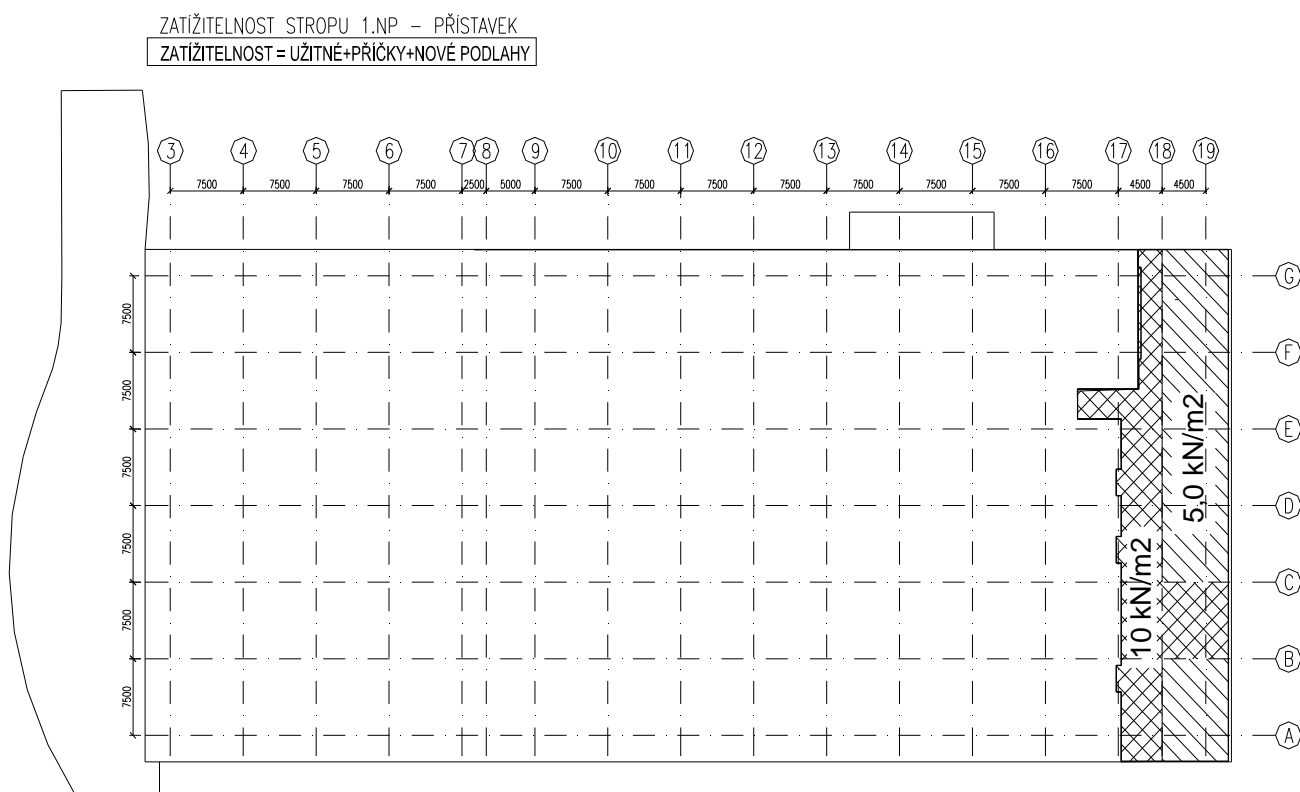 ZATÍŽITELNOST STROPU 1.NP – PŘÍSTAVEK
ZATÍŽITELNOST = UŽITNÉ+PŘÍČKY+NOVÉ PODLAHY
3 4 5 6 7 8 9 10 11 12 13 14 15 16 17 18 19
7500 7500 7500 7500 2500 5000 7500 7500 7500 7500 7500 7500 7500 7500 4500 4500
G
7500
F
7500
E
7500
D
7500
C
7500
B
7500
A
5,0 kN/m2
10 kN/m2